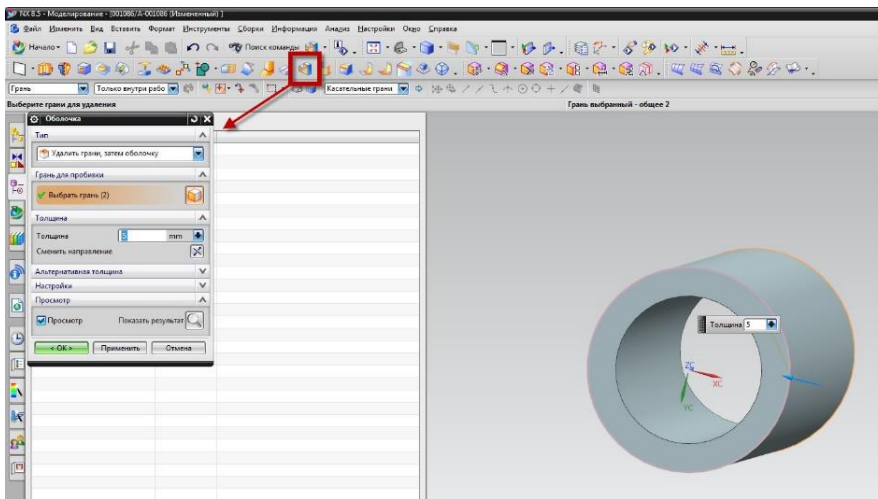 NX 8.5 - Моделирование - [001086/A-001086 (Измененный) ]
Файл Изменить Вид Вставить Формат Инструменты Сборки Информация Анализ Настройки Окно Справка
Начало Поиск команды
Грань Только внутри рабо Касательные грани
Выберите грани для удаления Грань выбранный - общее 2
Оболочка
Тип
Удалить грани, затем оболочку
Грань для пробивки
Выбрать грань (2)
Толщина
Толщина 5 mm
Сменить направление
Альтернативная толщина
Настройки
Просмотр
Просмотр Показать результат
< OK > Применить Отмена
Толщина 5
ZC
XC
YC